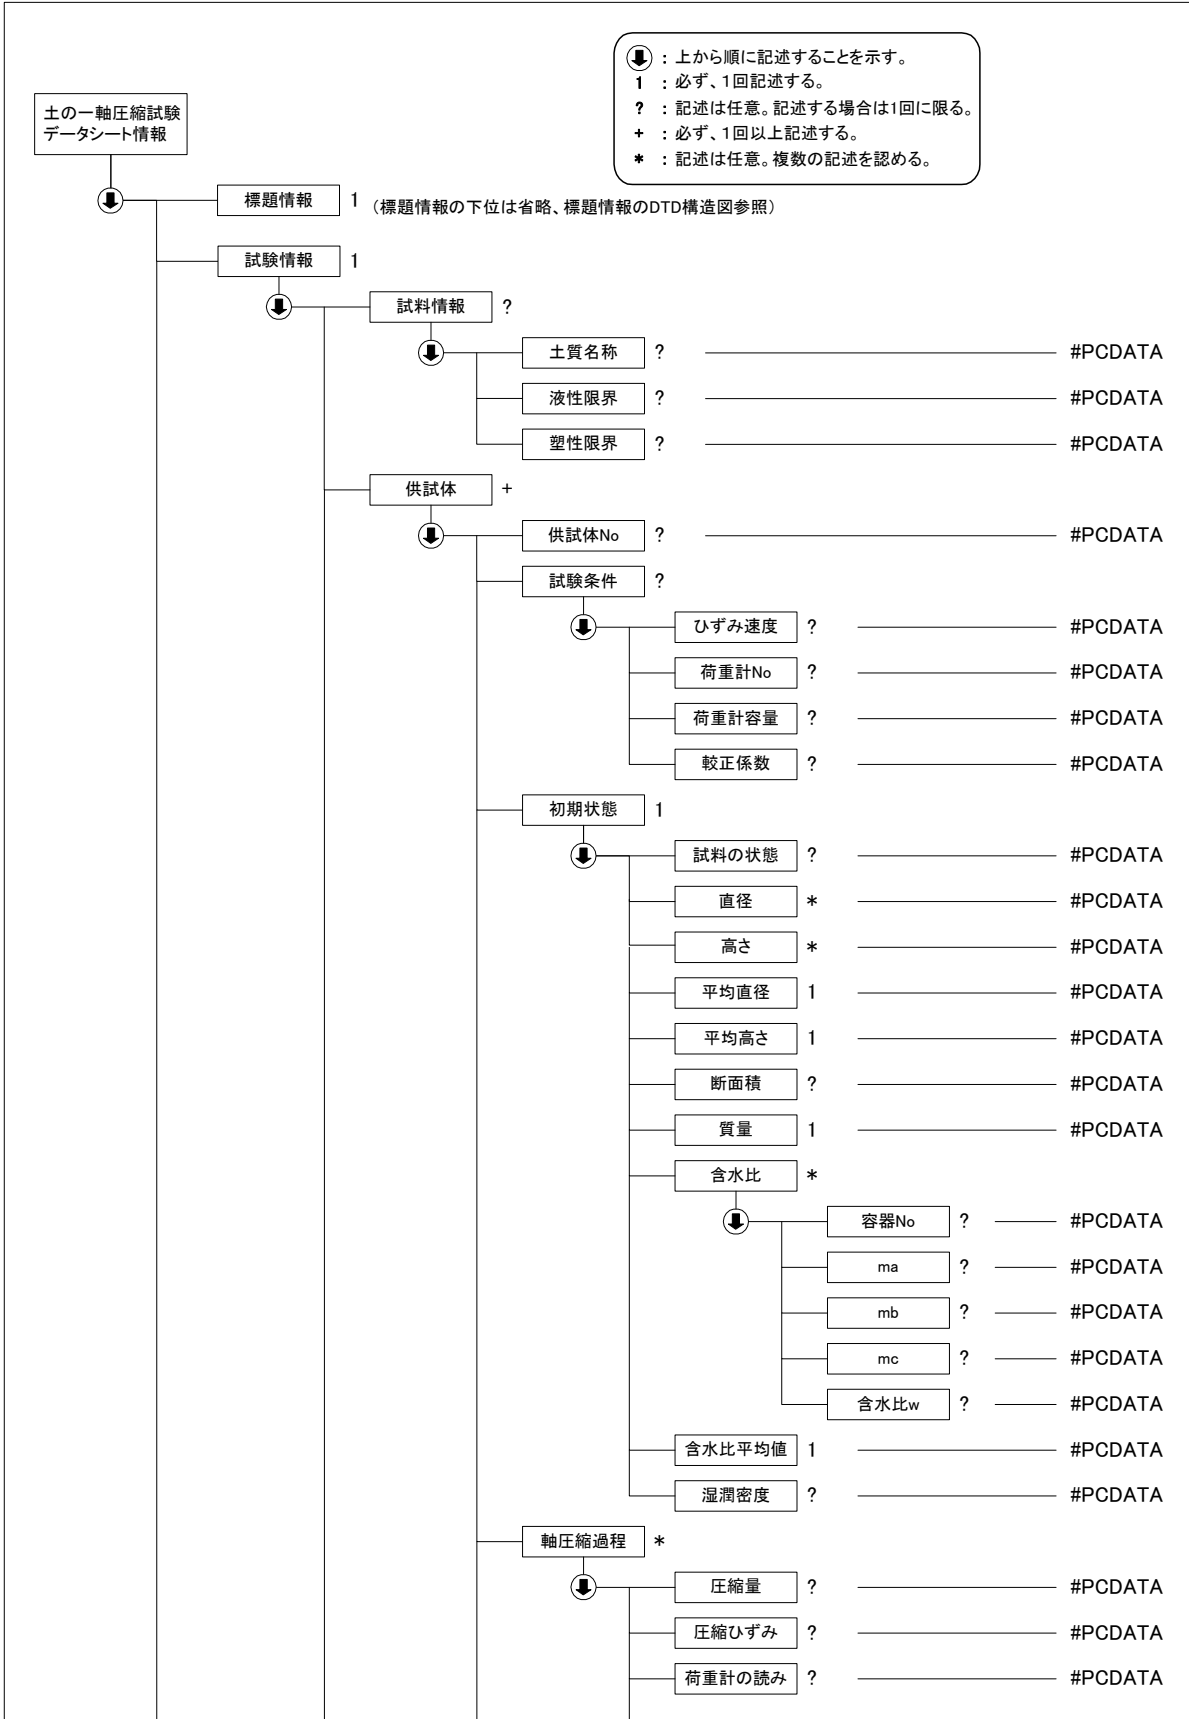 ：上から順に記述することを示す。
1 ：必ず、1回記述する。
? ：記述は任意。記述する場合は1回に限る。
+ ：必ず、1回以上記述する。
* ：記述は任意。複数の記述を認める。
土の一軸圧縮試験
データシート情報
標題情報 1 （標題情報の下位は省略、標題情報のDTD構造図参照）
試験情報 1
試料情報 ?
土質名称 ? #PCDATA
液性限界 ? #PCDATA
塑性限界 ? #PCDATA
供試体 +
供試体No ? #PCDATA
試験条件 ?
ひずみ速度 ? #PCDATA
荷重計No ? #PCDATA
荷重計容量 ? #PCDATA
較正係数 ? #PCDATA
初期状態 1
試料の状態 ? #PCDATA
直径 * #PCDATA
高さ * #PCDATA
平均直径 1 #PCDATA
平均高さ 1 #PCDATA
断面積 ? #PCDATA
質量 1 #PCDATA
含水比 *
容器No ? #PCDATA
ma ? #PCDATA
mb ? #PCDATA
mc ? #PCDATA
含水比w ? #PCDATA
含水比平均値 1 #PCDATA
湿潤密度 ? #PCDATA
軸圧縮過程 *
圧縮量 ? #PCDATA
圧縮ひずみ ? #PCDATA
荷重計の読み ? #PCDATA